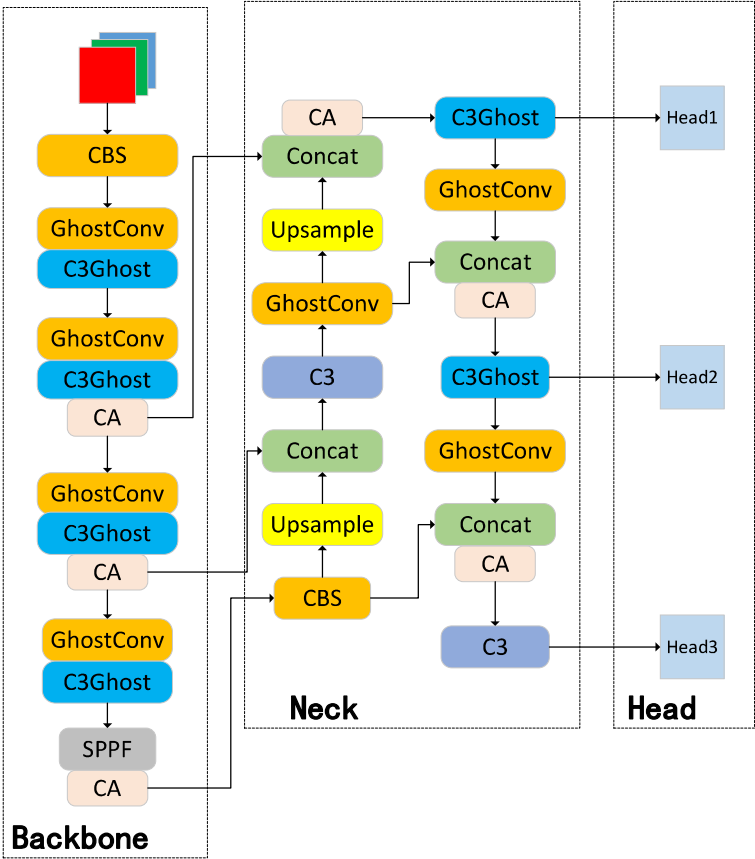 CBS
GhostConv
C3Ghost
GhostConv
C3Ghost
CA
GhostConv
C3Ghost
CA
GhostConv
C3Ghost
SPPF
CA
Backbone
CA
Concat
Upsample
GhostConv
C3
Concat
Upsample
CBS
C3Ghost
GhostConv
Concat
CA
C3Ghost
GhostConv
Concat
CA
C3
Neck
Head1
Head2
Head3
Head